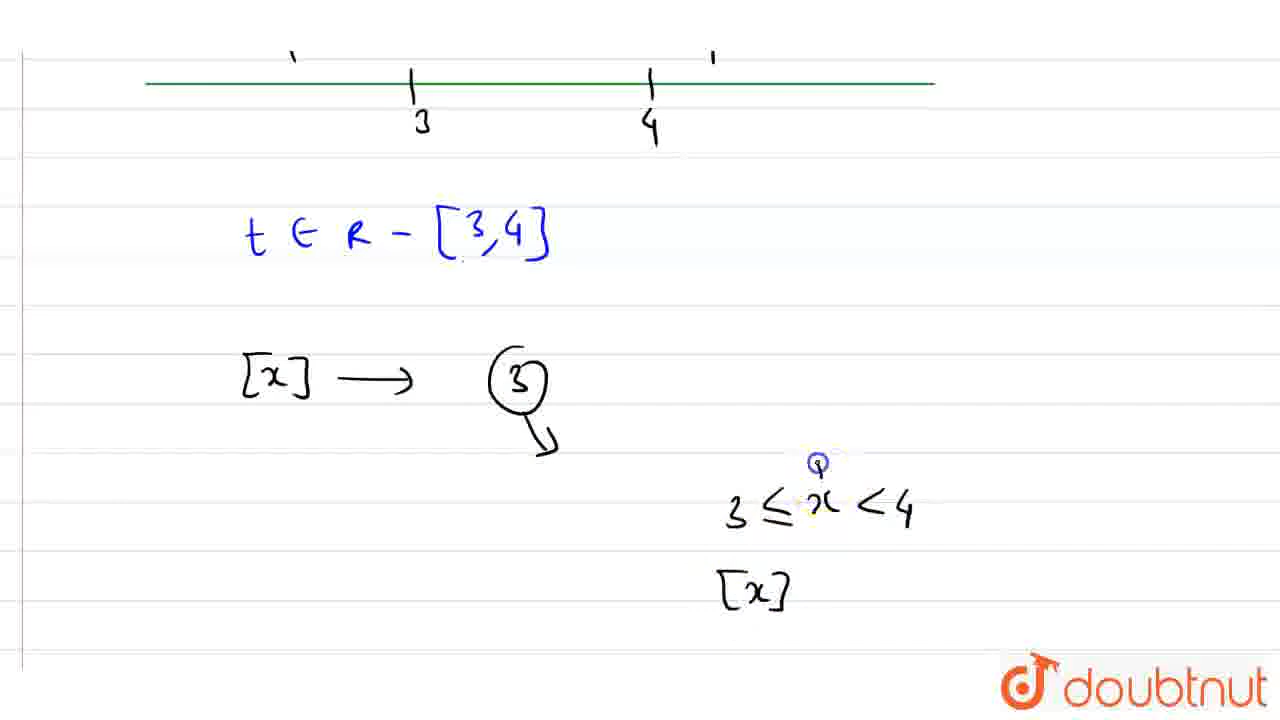 3 4
t ∈ R - [3,4]
[x] → 3
3 ≤ x < 4
[x]
doubtnut